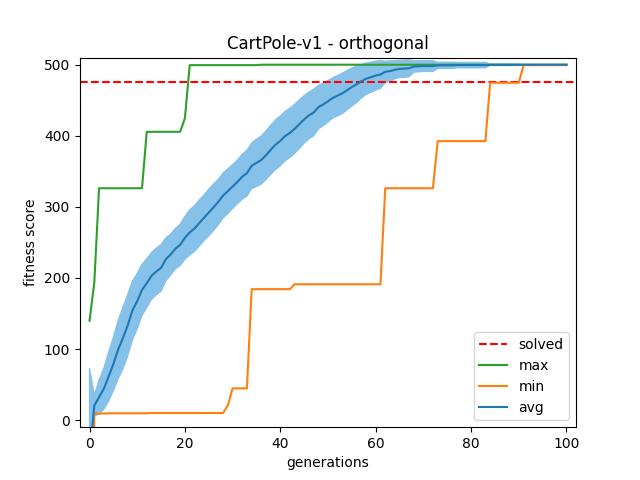 CartPole-v1 - orthogonal
fitness score
500
400
300
200
100
0
solved
max
min
avg
0 20 40 60 80 100
generations